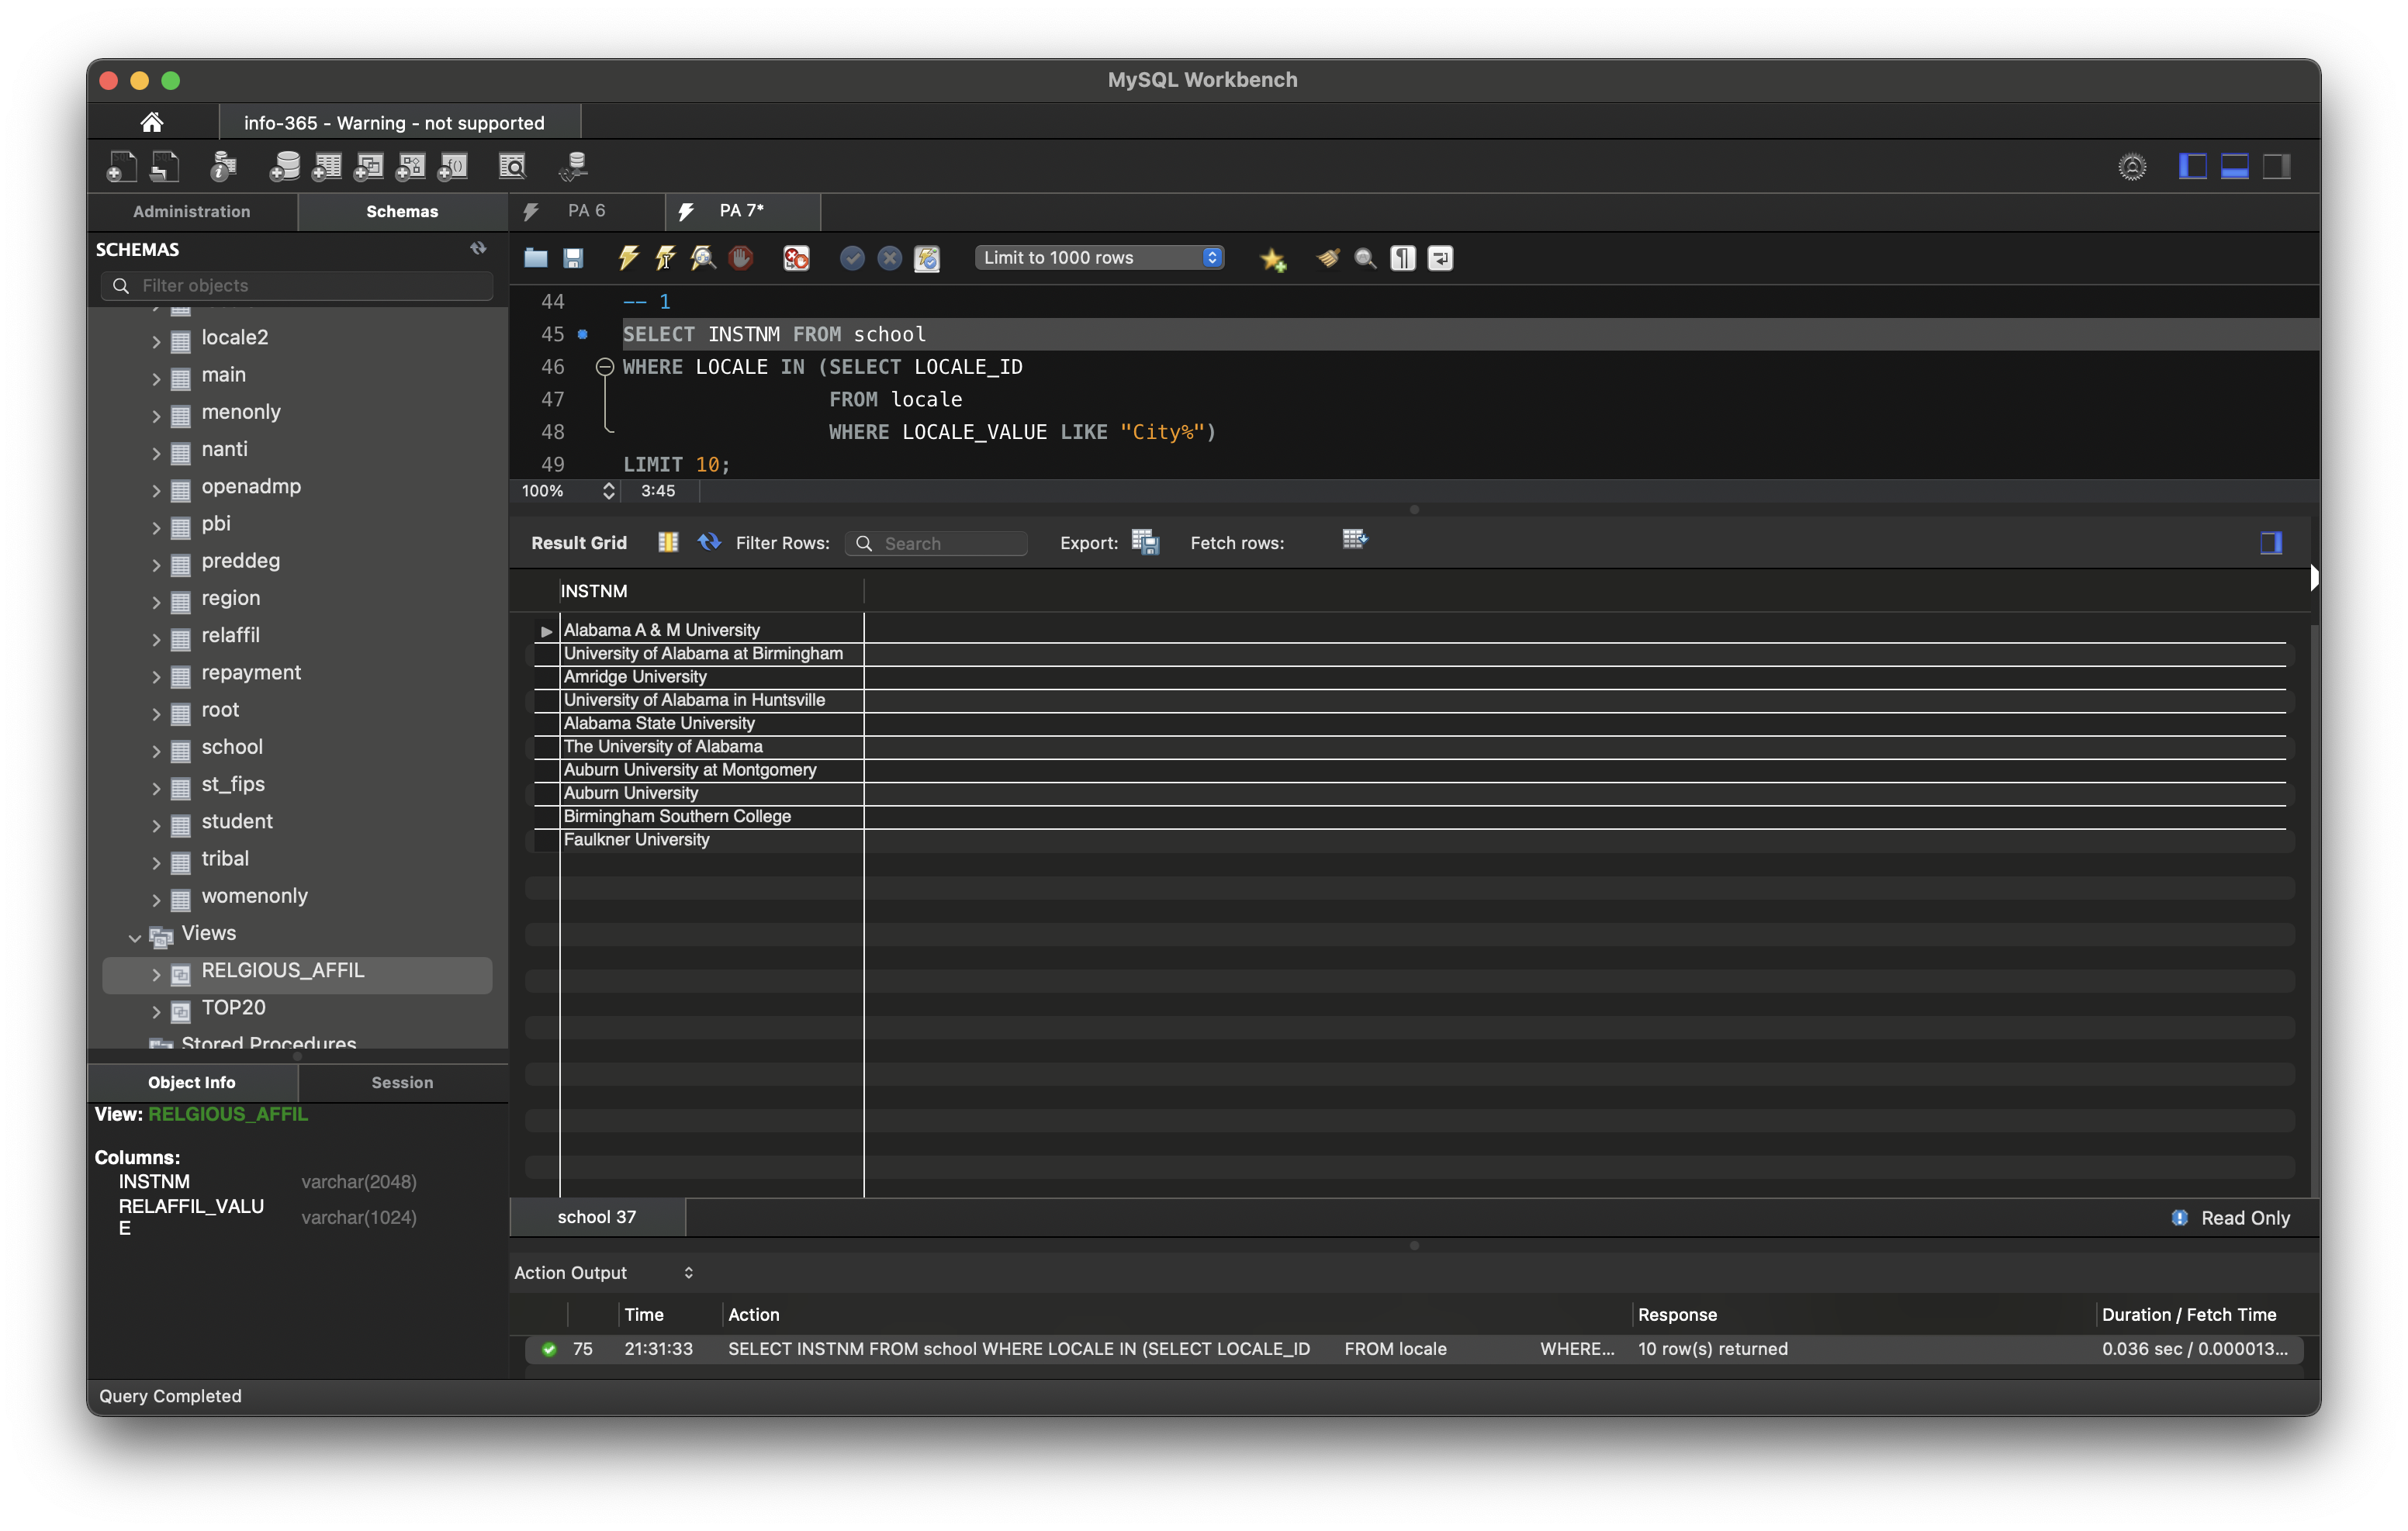 MySQL Workbench
info-365 - Warning - not supported
Administration
Schemas
PA 6
PA 7*
SCHEMAS
Filter objects
Limit to 1000 rows
locale2
main
menonly
nanti
openadmp
pbi
preddeg
region
relaffil
repayment
root
school
st_fips
student
tribal
womenonly
Views
RELGIOUS_AFFIL
TOP20
Stored Procedures
Object Info
Session
View: RELGIOUS_AFFIL
Columns:
INSTNM varchar(2048)
RELAFFIL_VALU
E varchar(1024)
44 -- 1
45 SELECT INSTNM FROM school
46 WHERE LOCALE IN (SELECT LOCALE_ID
47 FROM locale
48 WHERE LOCALE_VALUE LIKE "City%")
49 LIMIT 10;
100% 3:45
Result Grid Filter Rows: Search Export: Fetch rows:
INSTNM
Alabama A & M University
University of Alabama at Birmingham
Amridge University
University of Alabama in Huntsville
Alabama State University
The University of Alabama
Auburn University at Montgomery
Auburn University
Birmingham Southern College
Faulkner University
school 37
Read Only
Action Output
Time Action Response Duration / Fetch Time
75 21:31:33 SELECT INSTNM FROM school WHERE LOCALE IN (SELECT LOCALE_ID FROM locale WHERE... 10 row(s) returned 0.036 sec / 0.000013...
Query Completed